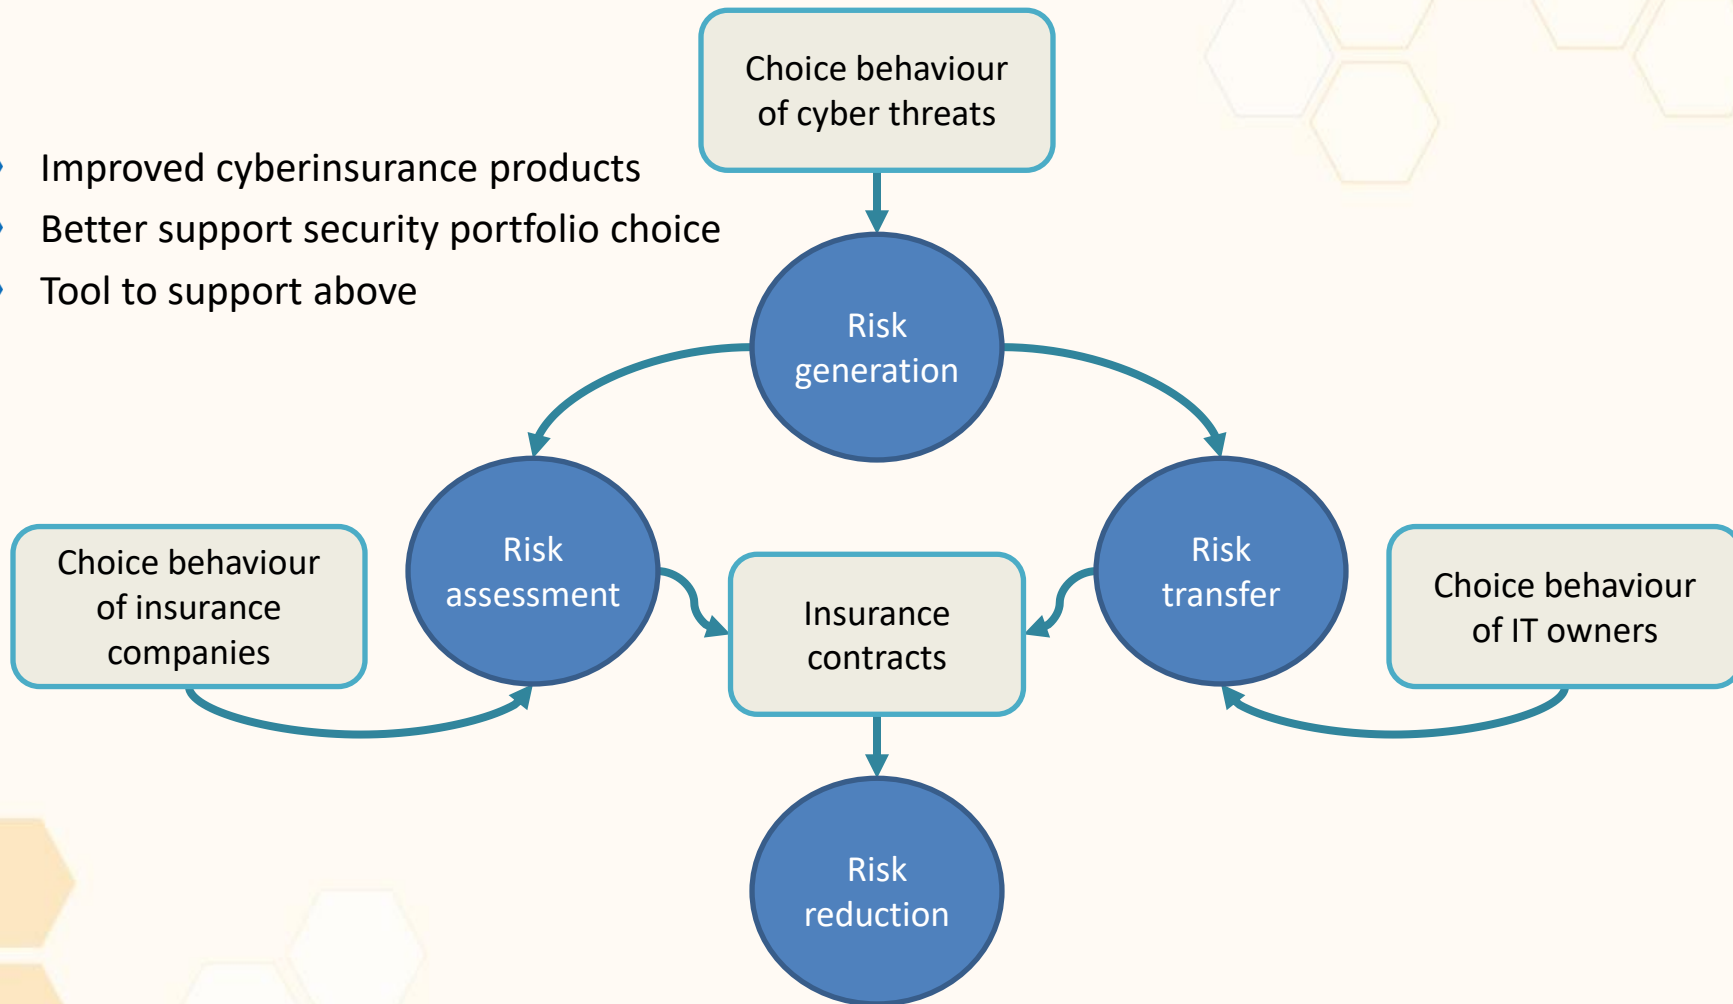 Choice behaviour
of cyber threats
Improved cyberinsurance products
Better support security portfolio choice
Tool to support above
Risk
generation
Choice behaviour
of insurance
companies
Risk
assessment
Insurance
contracts
Risk
transfer
Choice behaviour
of IT owners
Risk
reduction